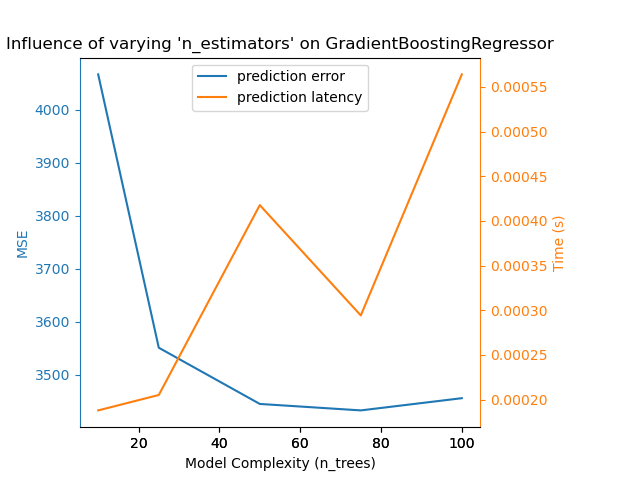 Influence of varying 'n_estimators' on GradientBoostingRegressor
prediction error
prediction latency
MSE
4000
3900
3800
3700
3600
3500
0.00055
0.00050
0.00045
0.00040
0.00035
0.00030
0.00025
0.00020
Time (s)
20 40 60 80 100
Model Complexity (n_trees)